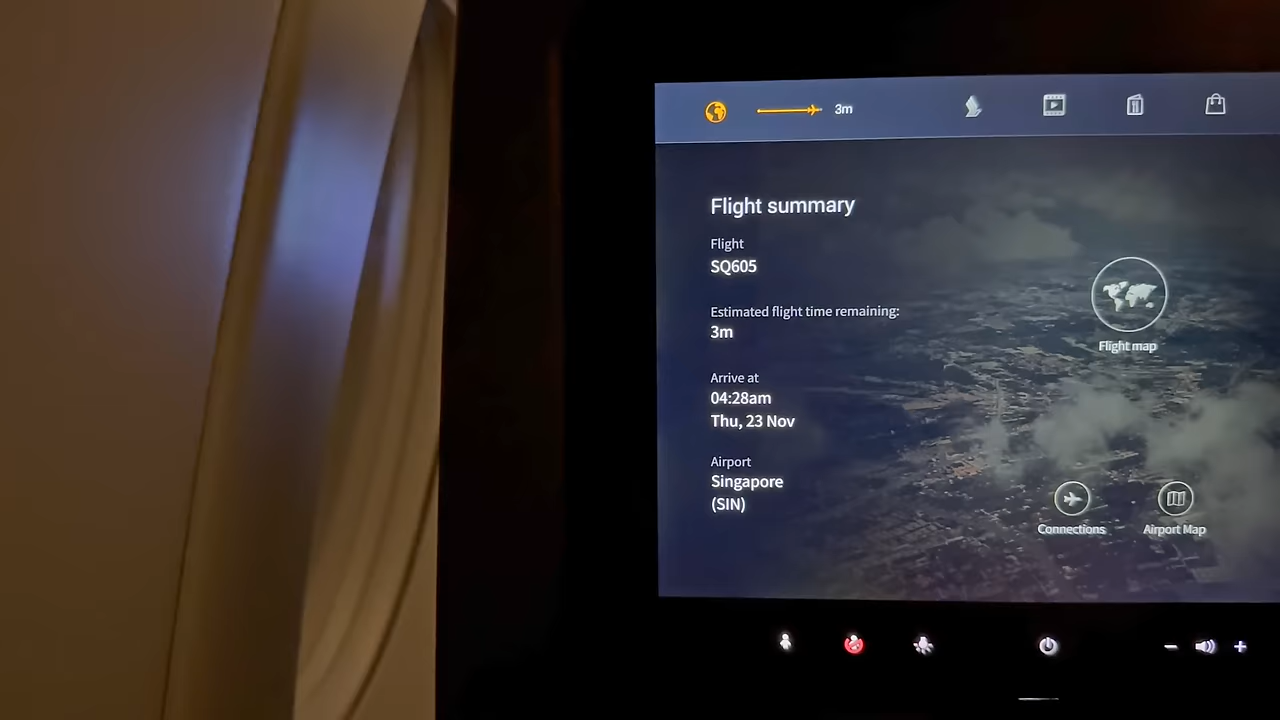 3m
Flight summary
Flight
SQ605
Estimated flight time remaining:
3m
Arrive at
04:28am
Thu, 23 Nov
Airport
Singapore
(SIN)
Flight map
Connections
Airport Map